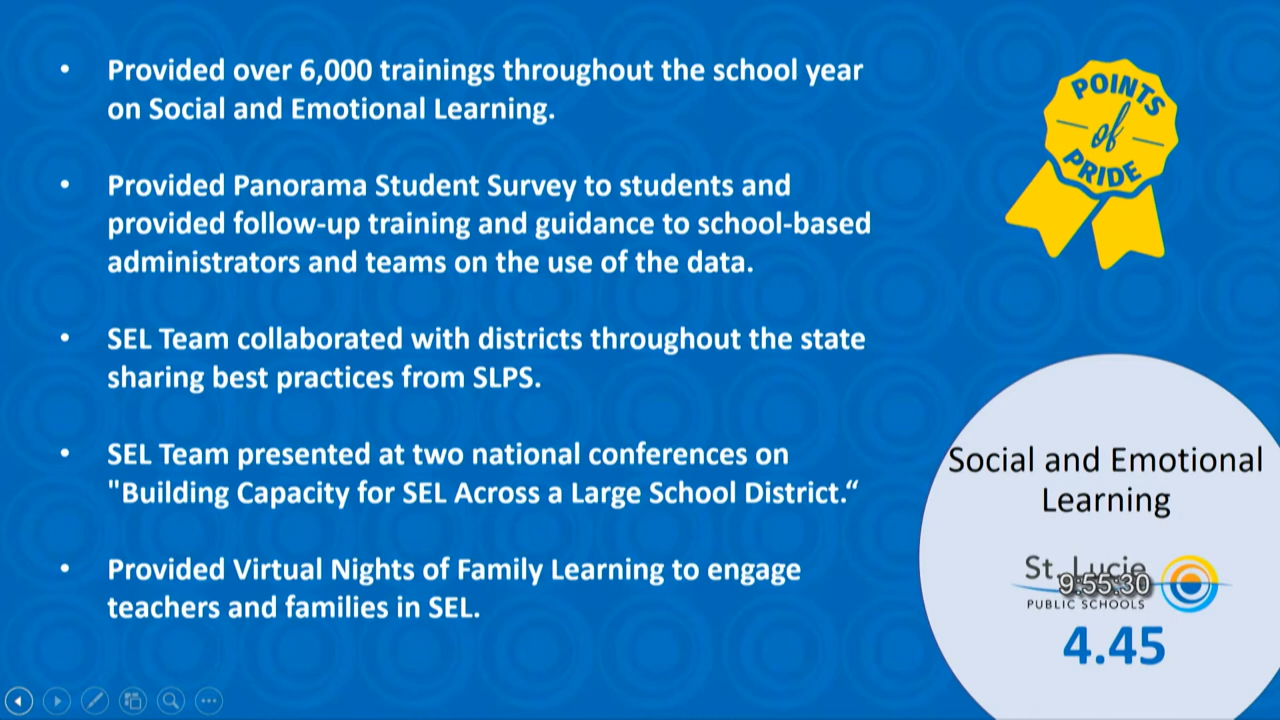 • Provided over 6,000 trainings throughout the school year
on Social and Emotional Learning.
• Provided Panorama Student Survey to students and
provided follow-up training and guidance to school-based
administrators and teams on the use of the data.
• SEL Team collaborated with districts throughout the state
sharing best practices from SLPS.
• SEL Team presented at two national conferences on
"Building Capacity for SEL Across a Large School District.“
• Provided Virtual Nights of Family Learning to engage
teachers and families in SEL.
POINTS
of
PRIDE
Social and Emotional
Learning
St. Lucie
9:55:30
PUBLIC SCHOOLS
4.45